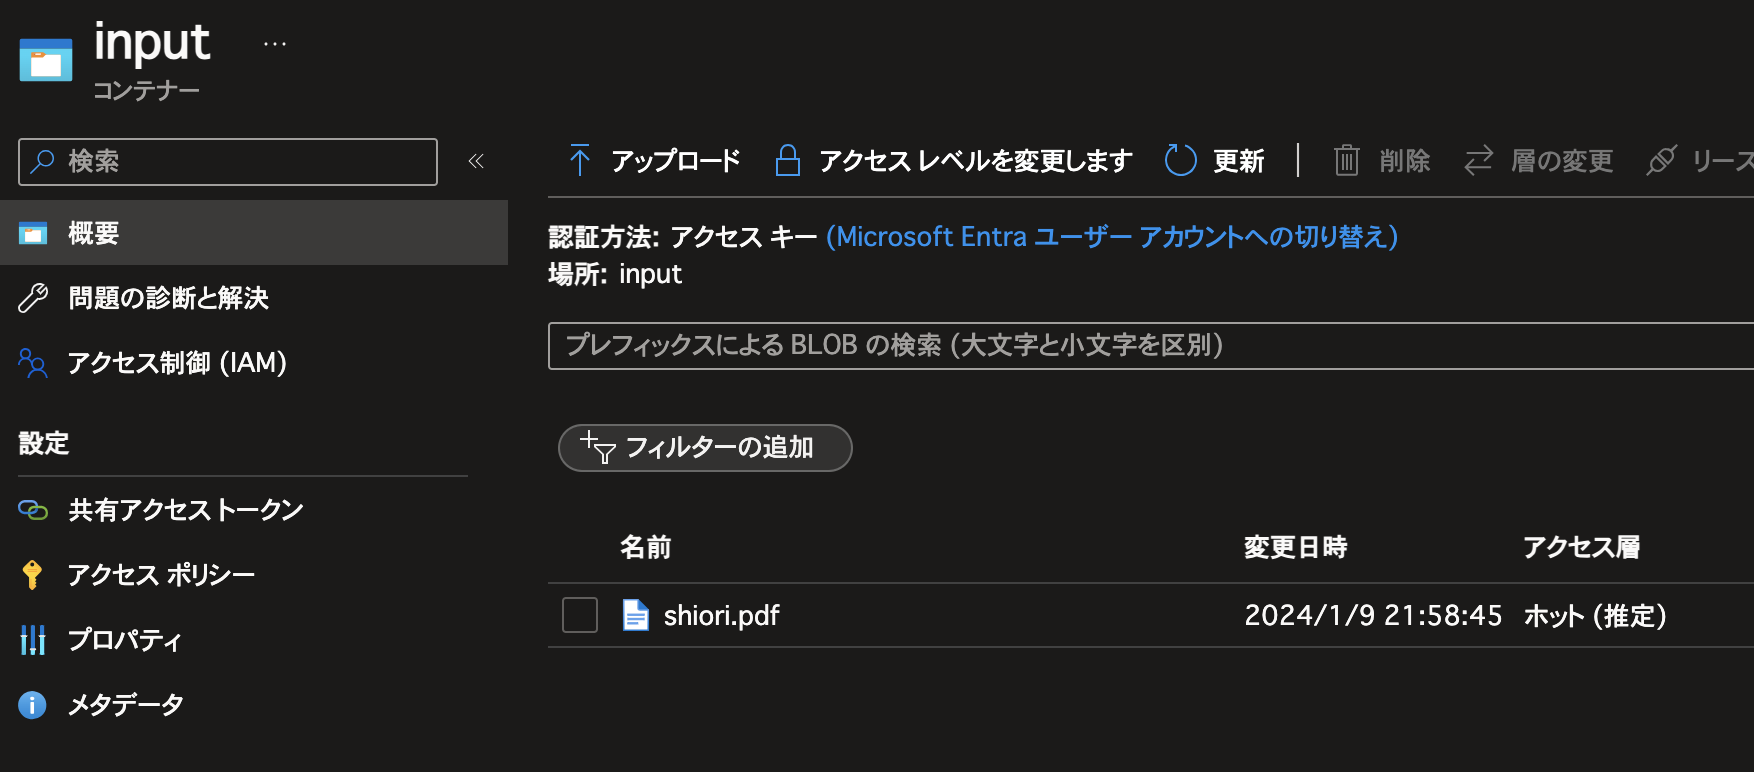 input ...
コンテナー
検索 «
アップロード アクセス レベルを変更します 更新 削除 層の変更 リース
概要
問題の診断と解決
アクセス制御 (IAM)
設定
共有アクセス トークン
アクセス ポリシー
プロパティ
メタデータ
認証方法: アクセス キー (Microsoft Entra ユーザー アカウントへの切り替え)
場所: input
プレフィックスによる BLOB の検索 (大文字と小文字を区別)
フィルターの追加
名前 変更日時 アクセス層
shiori.pdf 2024/1/9 21:58:45 ホット (推定)